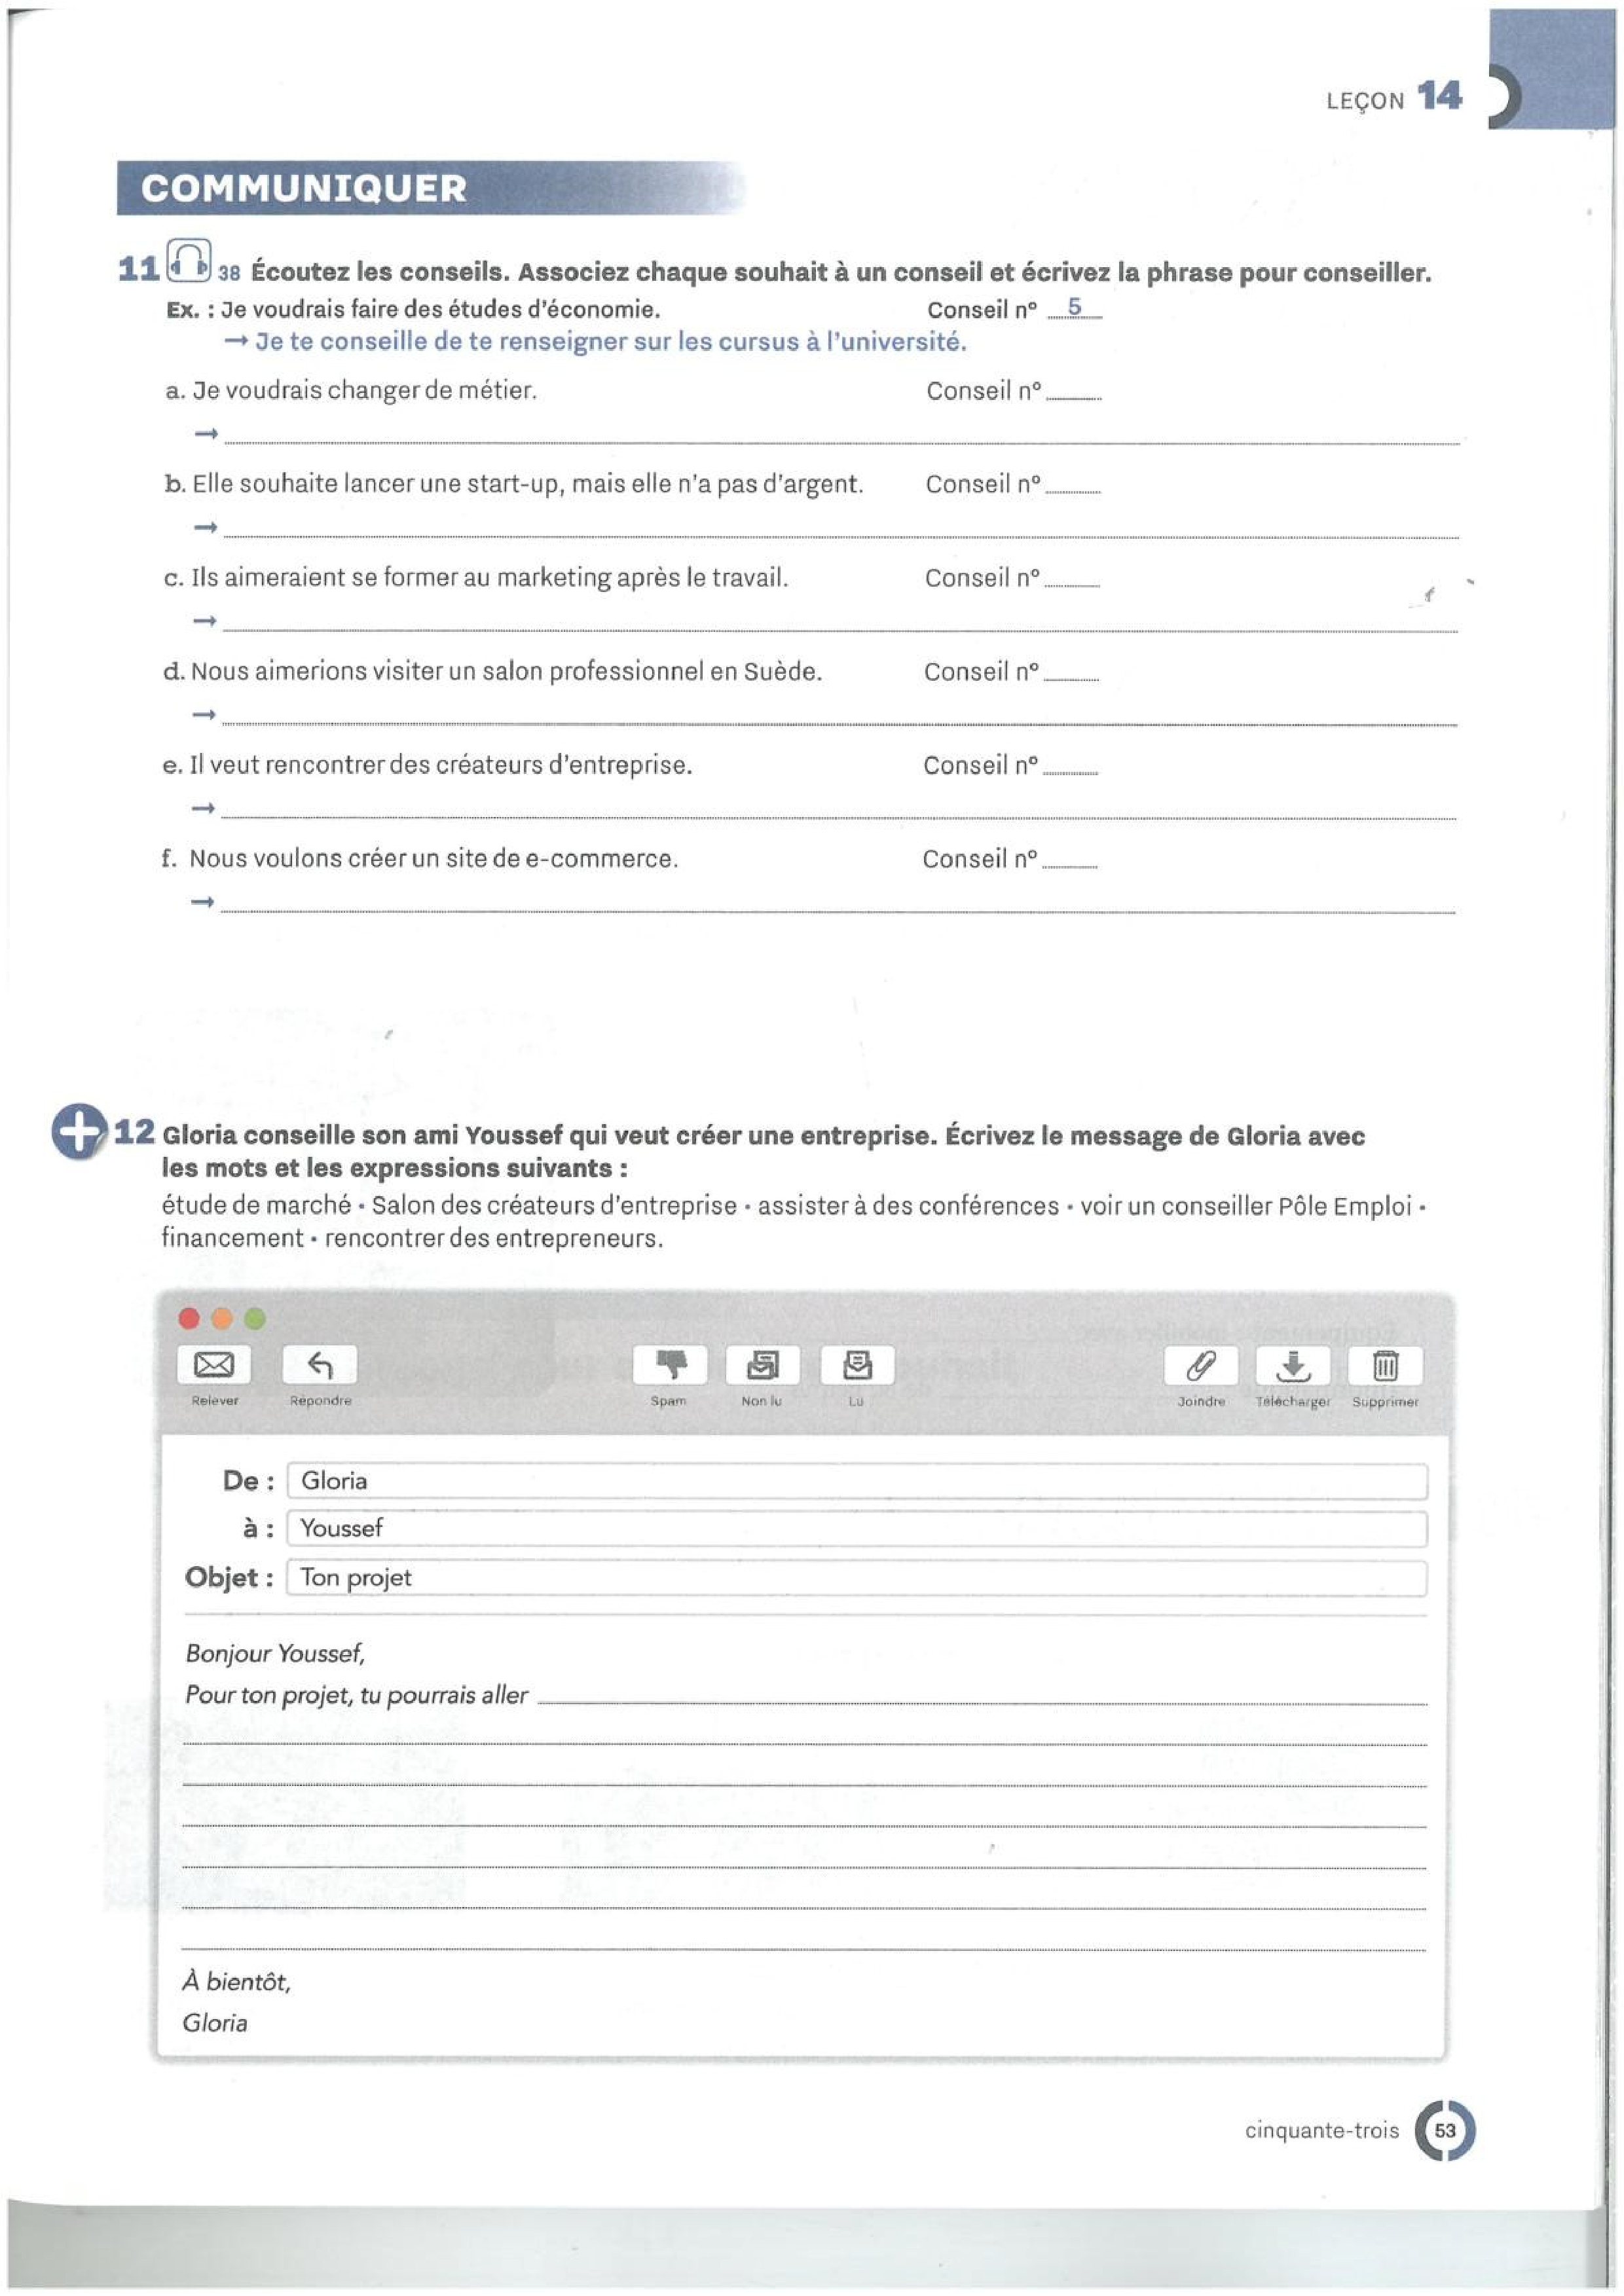 LEÇON 14
COMMUNIQUER
11 38 Écoutez les conseils. Associez chaque souhait à un conseil et écrivez la phrase pour conseiller.
Ex. : Je voudrais faire des études d'économie. Conseil nº 5
→ Je te conseille de te renseigner sur les cursus à l'université.
a. Je voudrais changer de métier. Conseil nº
→
b. Elle souhaite lancer une start-up, mais elle n'a pas d'argent. Conseil nº
→
c. Ils aimeraient se former au marketing après le travail. Conseil nº
→
d. Nous aimerions visiter un salon professionnel en Suède. Conseil nº
→
e. Il veut rencontrer des créateurs d'entreprise. Conseil nº
→
f. Nous voulons créer un site de e-commerce. Conseil nº
→
12 Gloria conseille son ami Youssef qui veut créer une entreprise. Écrivez le message de Gloria avec
les mots et les expressions suivants :
étude de marché • Salon des créateurs d'entreprise • assister à des conférences • voir un conseiller Pôle Emploi •
financement • rencontrer des entrepreneurs.
Relever Répondre Spam Non lu Lu Joindre Télécharger Supprimer
De : Gloria
à : Youssef
Objet : Ton projet
Bonjour Youssef,
Pour ton projet, tu pourrais aller
À bientôt,
Gloria
cinquante-trois 53